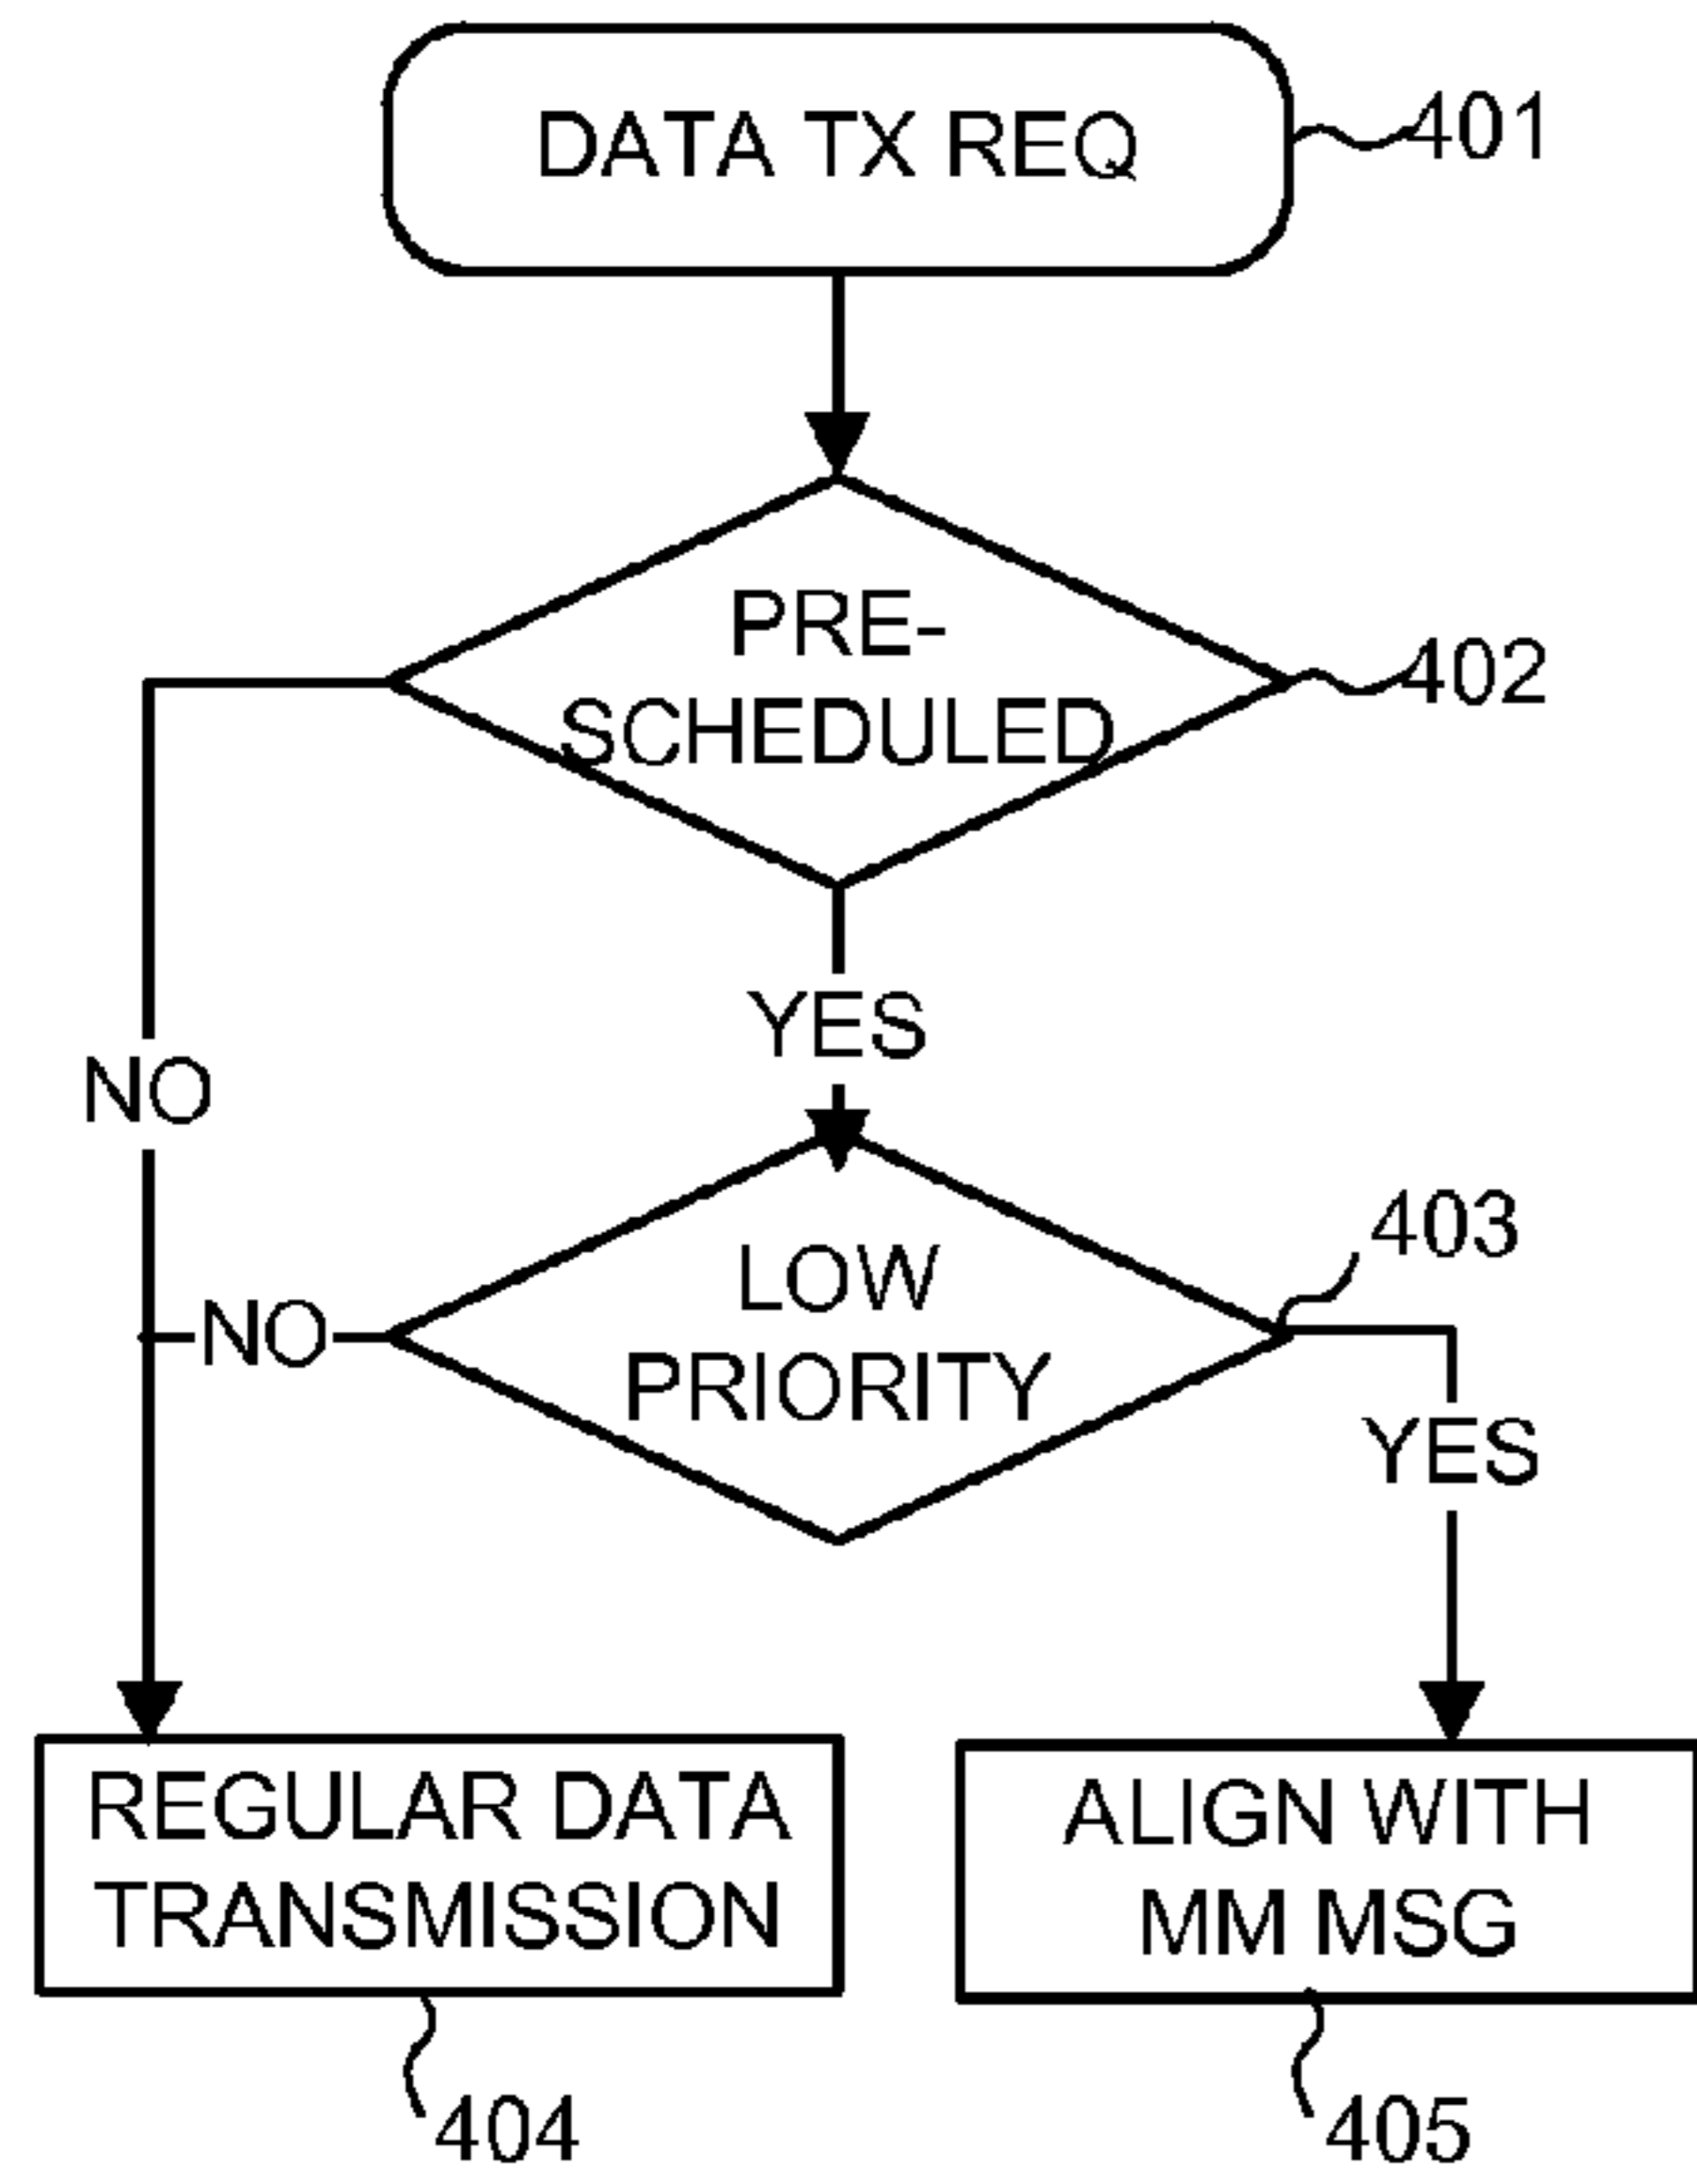 DATA TX REQ
401
PRE-
SCHEDULED
402
YES
NO
403
LOW
PRIORITY
NO
YES
REGULAR DATA
TRANSMISSION
ALIGN WITH
MM MSG
404
405